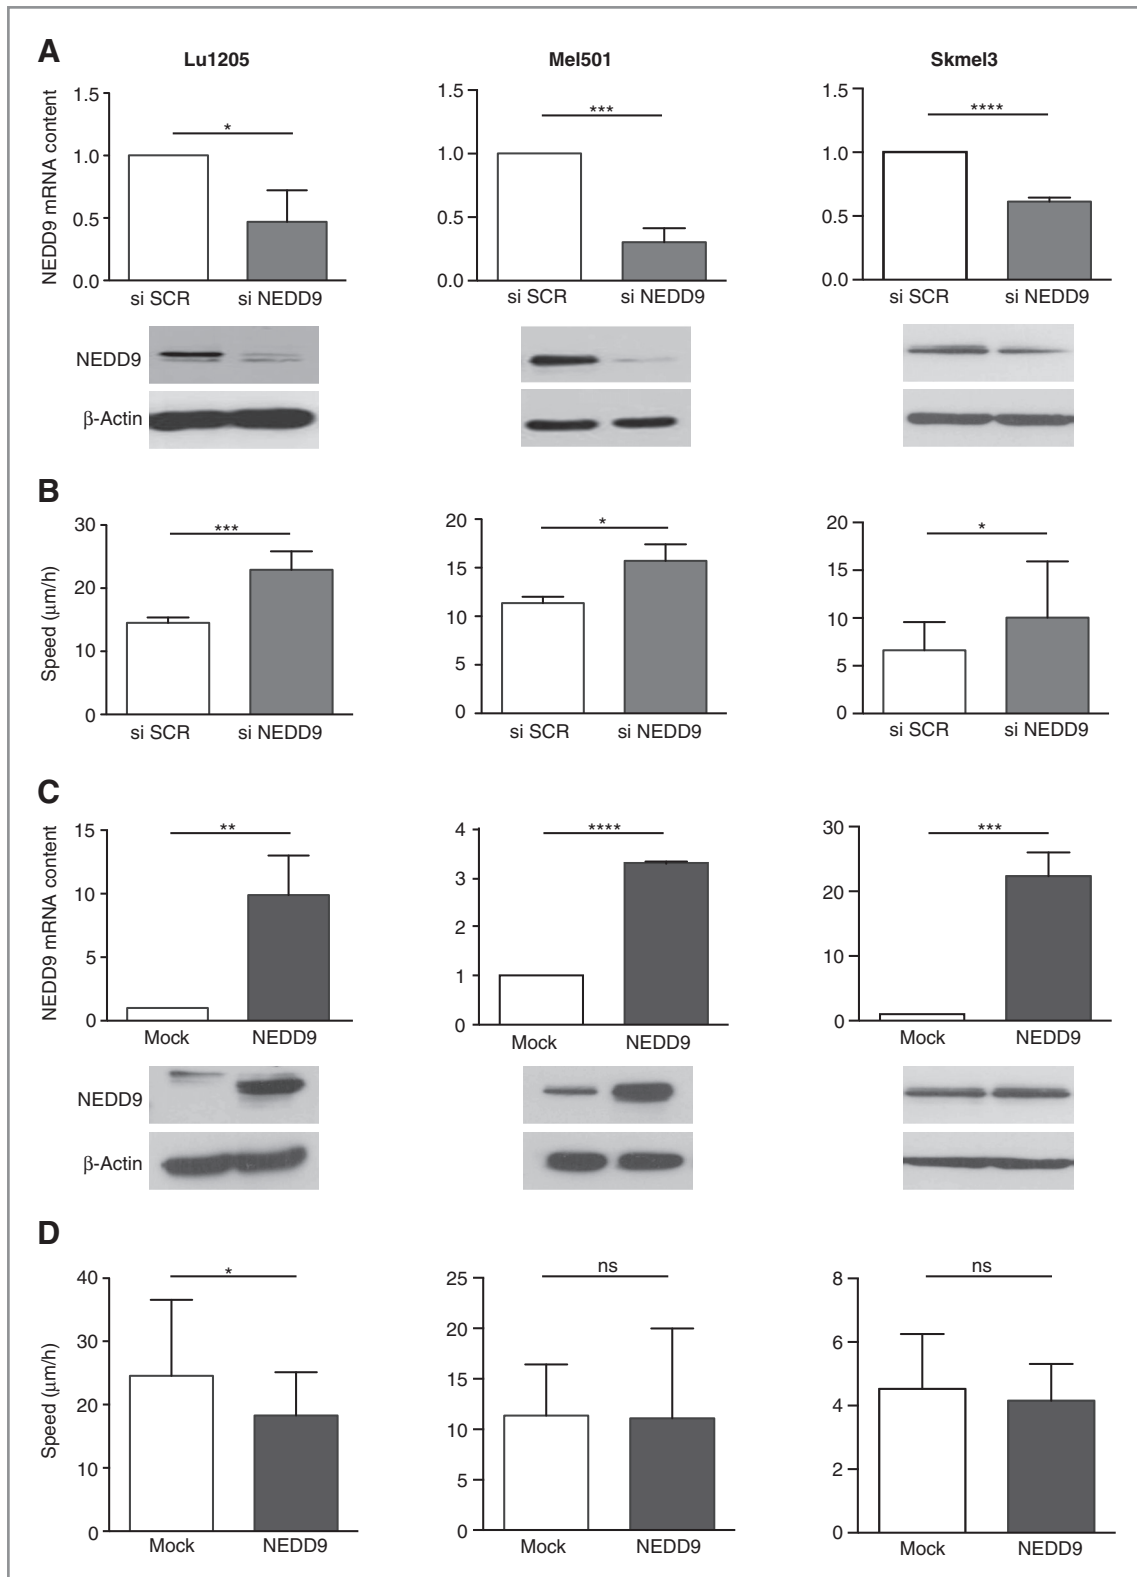 A
Lu1205 Mel501 Skmel3
NEDD9 mRNA content
1.5 1.0 0.5 0.0
*
si SCR si NEDD9
1.5 1.0 0.5 0.0
***
si SCR si NEDD9
1.5 1.0 0.5 0.0
****
si SCR si NEDD9
NEDD9
β-Actin
B
Speed (μm/h)
30 20 10 0
***
si SCR si NEDD9
20 15 10 5 0
*
si SCR si NEDD9
20 15 10 5 0
*
si SCR si NEDD9
C
NEDD9 mRNA content
15 10 5 0
**
Mock NEDD9
4 3 2 1 0
****
Mock NEDD9
30 20 10 0
***
Mock NEDD9
NEDD9
β-Actin
D
Speed (μm/h)
40 30 20 10 0
*
Mock NEDD9
25 20 15 10 5 0
ns
Mock NEDD9
8 6 4 2 0
ns
Mock NEDD9